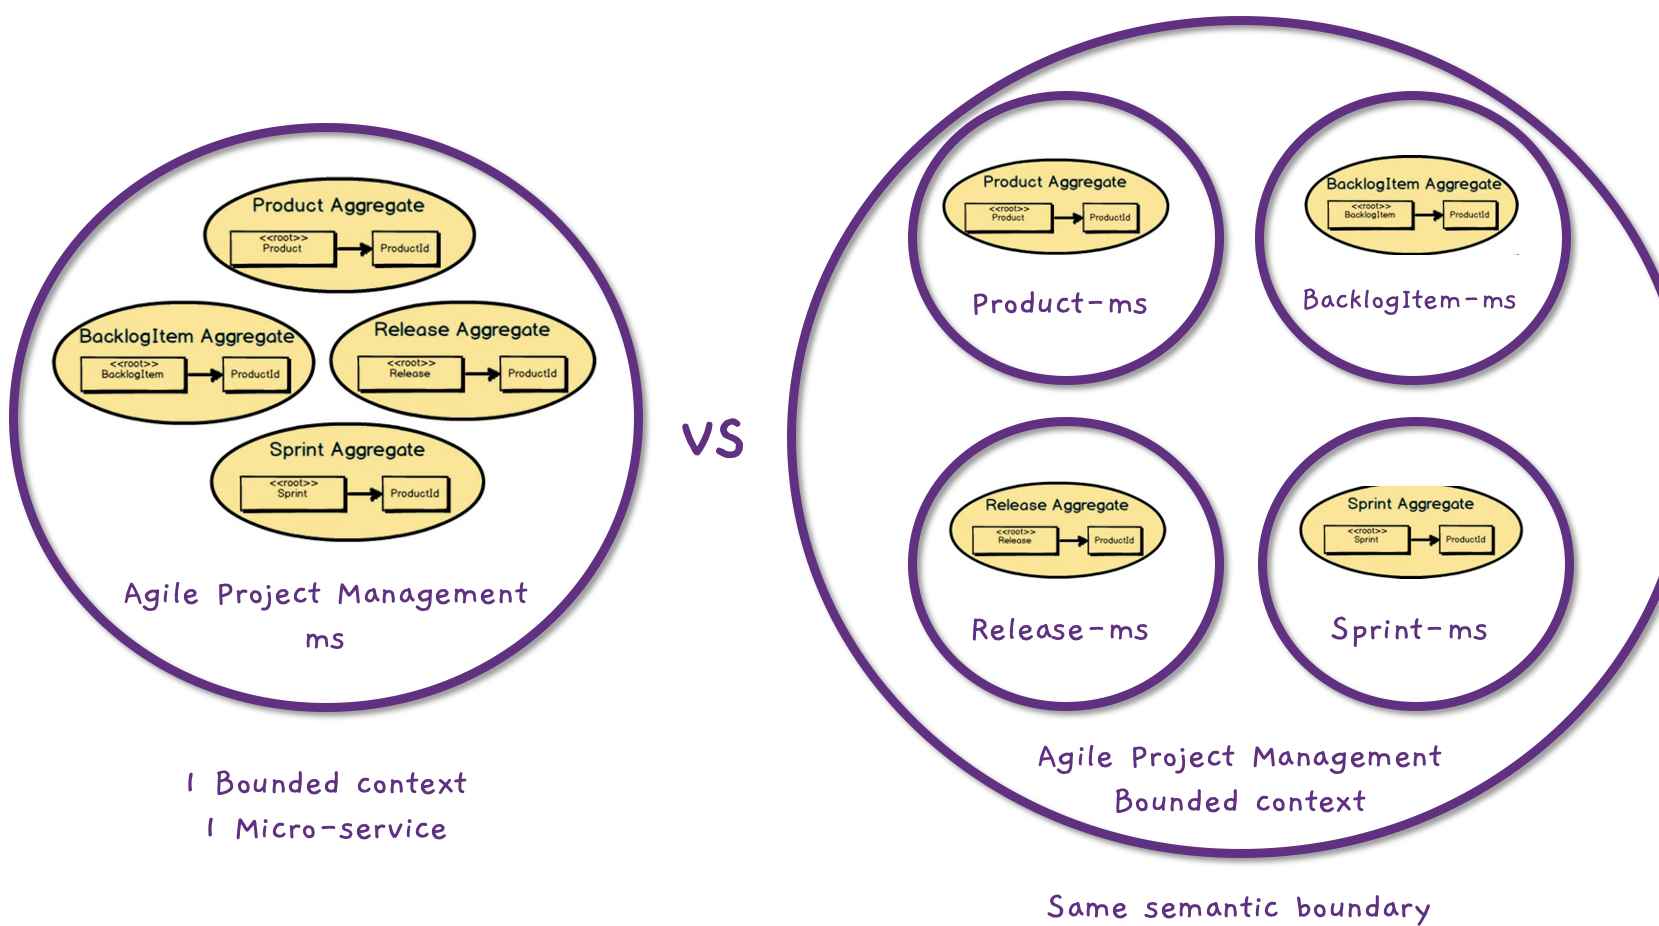 Product Aggregate
<<root>>
Product
ProductId
BacklogItem Aggregate
<<root>>
BacklogItem
ProductId
Release Aggregate
<<root>>
Release
ProductId
Sprint Aggregate
<<root>>
Sprint
ProductId
Agile Project Management
ms
1 Bounded context
1 Micro-service
vs
Product Aggregate
<<root>>
Product
ProductId
Product-ms
BacklogItem Aggregate
<<root>>
BacklogItem
ProductId
BacklogItem-ms
Release Aggregate
<<root>>
Release
ProductId
Release-ms
Sprint Aggregate
<<root>>
Sprint
ProductId
Sprint-ms
Agile Project Management
Bounded context
Same semantic boundary